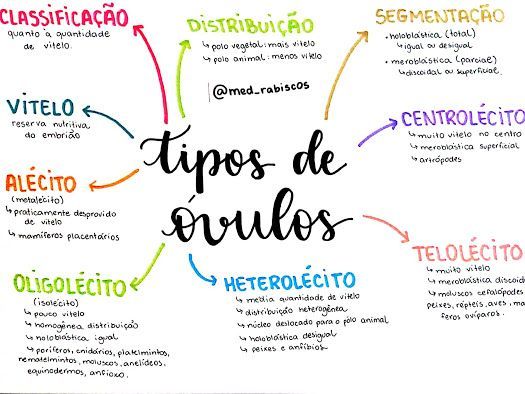 CLASSIFICAÇÃO
quanto à quantidade
de vitelo.
DISTRIBUIÇÃO
↳ polo vegetal: mais vitelo
↳ polo animal: menos vitelo
@med_rabiscos
SEGMENTAÇÃO
• holoblástica (total)
↳ igual ou desigual
• meroblástica (parcial)
↳ discoidal ou superficial.
VITELO
reserva nutritiva
do embrião
CENTROLÉCITO
↳ muito vitelo no centro
↳ meroblástica superficial
↳ artrópodes
tipos de
óvulos
ALÉCITO
(metalécito)
↳ praticamente desprovido
de vitelo
↳ mamíferos placentários
OLIGOLÉCITO
(isolécito)
↳ pouco vitelo
↳ homogênea distribuição
↳ holoblástica igual
↳ poríferos, cnidários, platelmintos,
nematelmintos, moluscos, anelídeos,
equinodermos, anfioxo.
HETEROLÉCITO
↳ média quantidade de vitelo
↳ distribuição heterogênea
↳ núcleo deslocado para o pólo animal
↳ holoblástica desigual
↳ peixes e anfíbios
TELOLÉCITO
↳ muito vitelo
↳ meroblástica discoid
↳ moluscos cefalópodes
peixes, répteis, aves, ma
feros ovíparos.